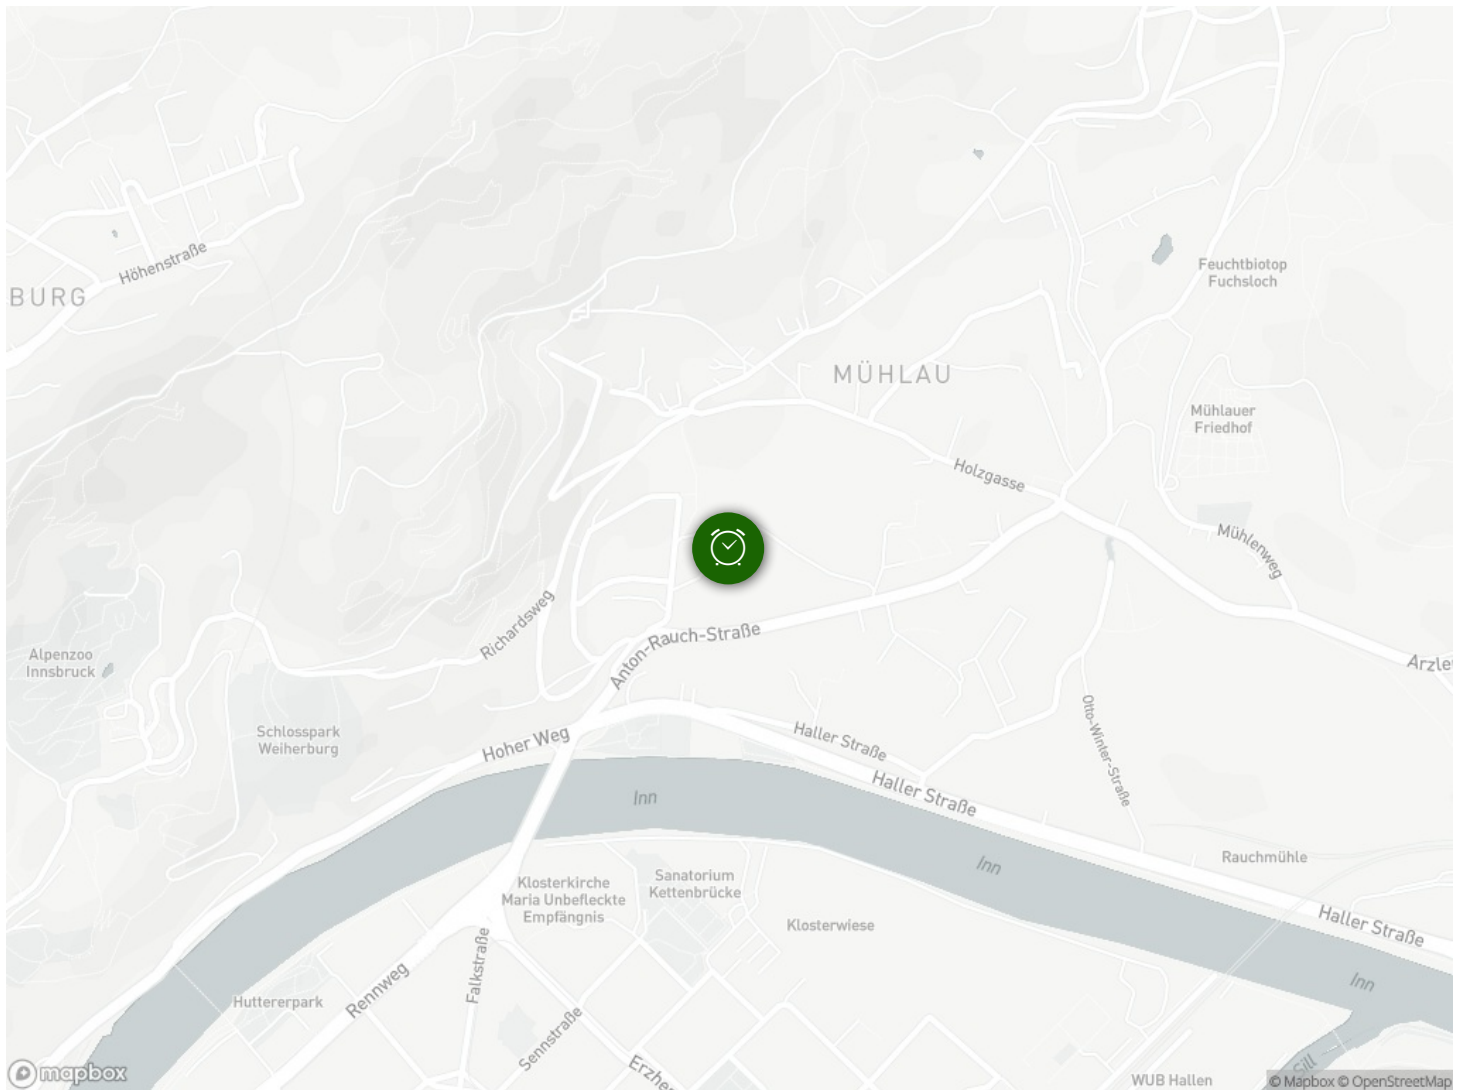 Höhenstraße
BURG
Feuchtbiotop
Fuchsloch
MÜHLAU
Mühlauer
Friedhof
Holzgasse
Mühlenweg
Richardsweg
Anton-Rauch-Straße
Alpenzoo
Innsbruck
Arzle
Schlosspark
Weiherburg
Hoher Weg
Haller Straße
Otto-Winter-Straße
Haller Straße
Inn
Inn
Rauchmühle
Klosterkirche
Maria Unbefleckte
Empfängnis
Sanatorium
Kettenbrücke
Klosterwiese
Haller Straße
Falkstraße
Rennweg
Inn
Huttererpark
Sennstraße
Erzhe
Sill
WUB Hallen
mapbox
© Mapbox © OpenStreetMap